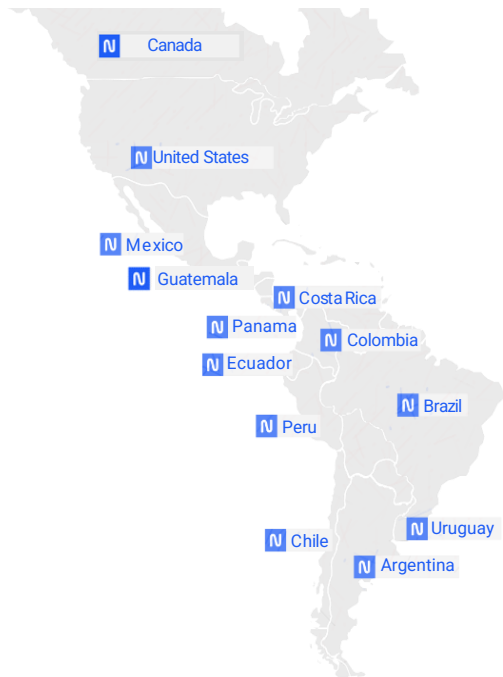 Canada
United States
Mexico
Guatemala
Costa Rica
Panama
Colombia
Ecuador
Brazil
Peru
Uruguay
Chile
Argentina